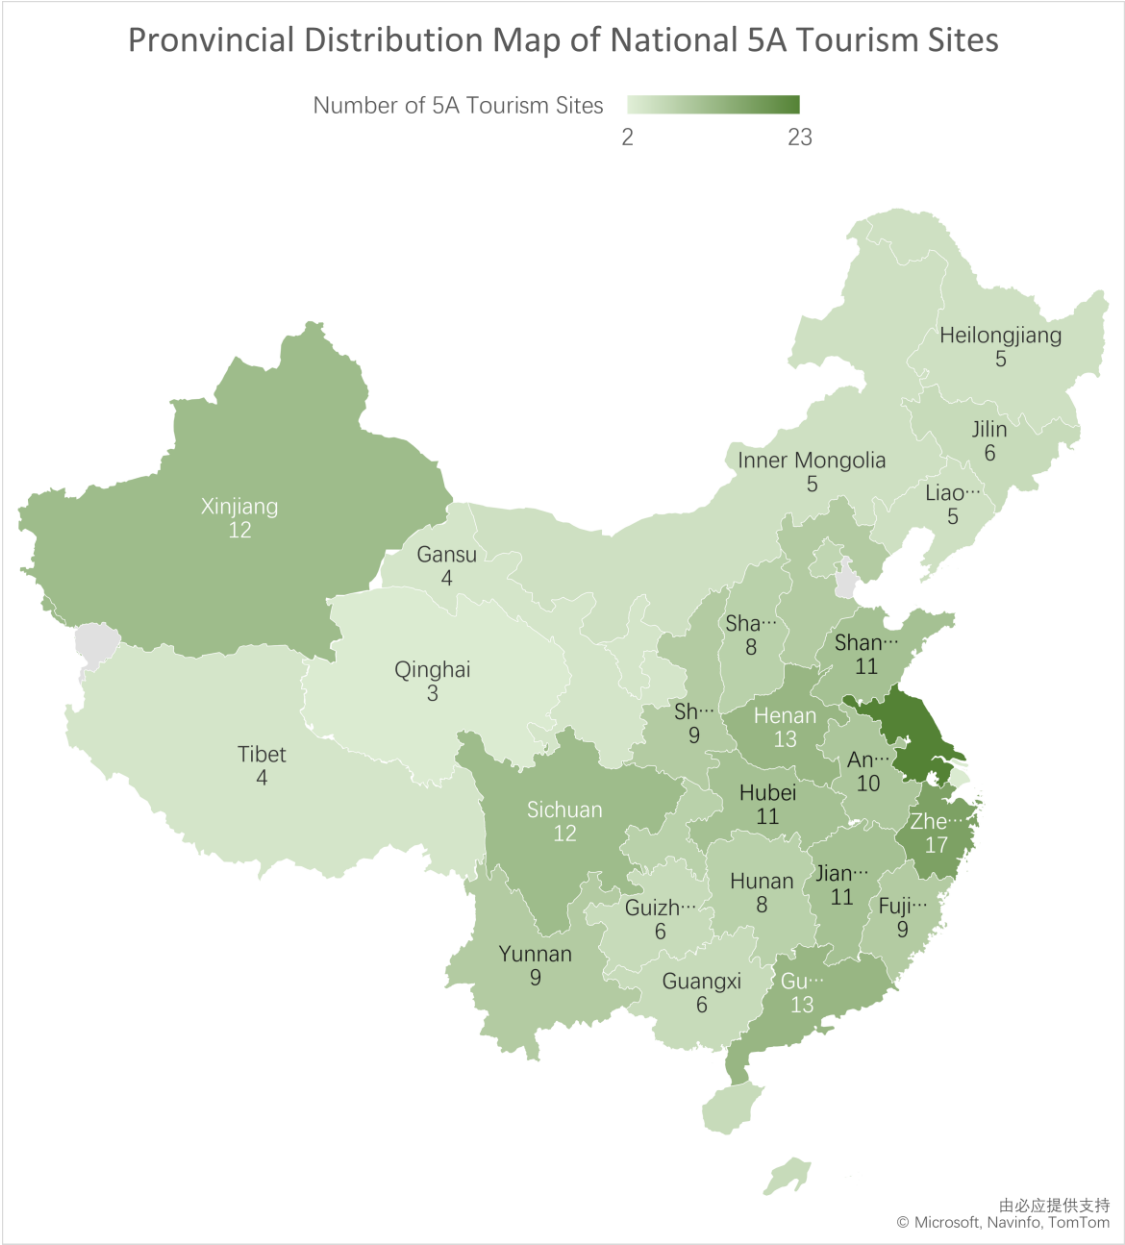 Pronvincial Distribution Map of National 5A Tourism Sites
Number of 5A Tourism Sites
2
23
Heilongjiang
5
Jilin
6
Inner Mongolia
5
Liao···
5
Xinjiang
12
Gansu
4
Sha···
8
Shan···
11
Qinghai
3
Sh···
9
Henan
13
Tibet
4
An···
10
Hubei
11
Sichuan
12
Zhe···
17
Jian···
11
Hunan
8
Guizh···
6
Fuji···
9
Yunnan
9
Guangxi
6
Gu···
13
由必应提供支持
© Microsoft, Navinfo, TomTom